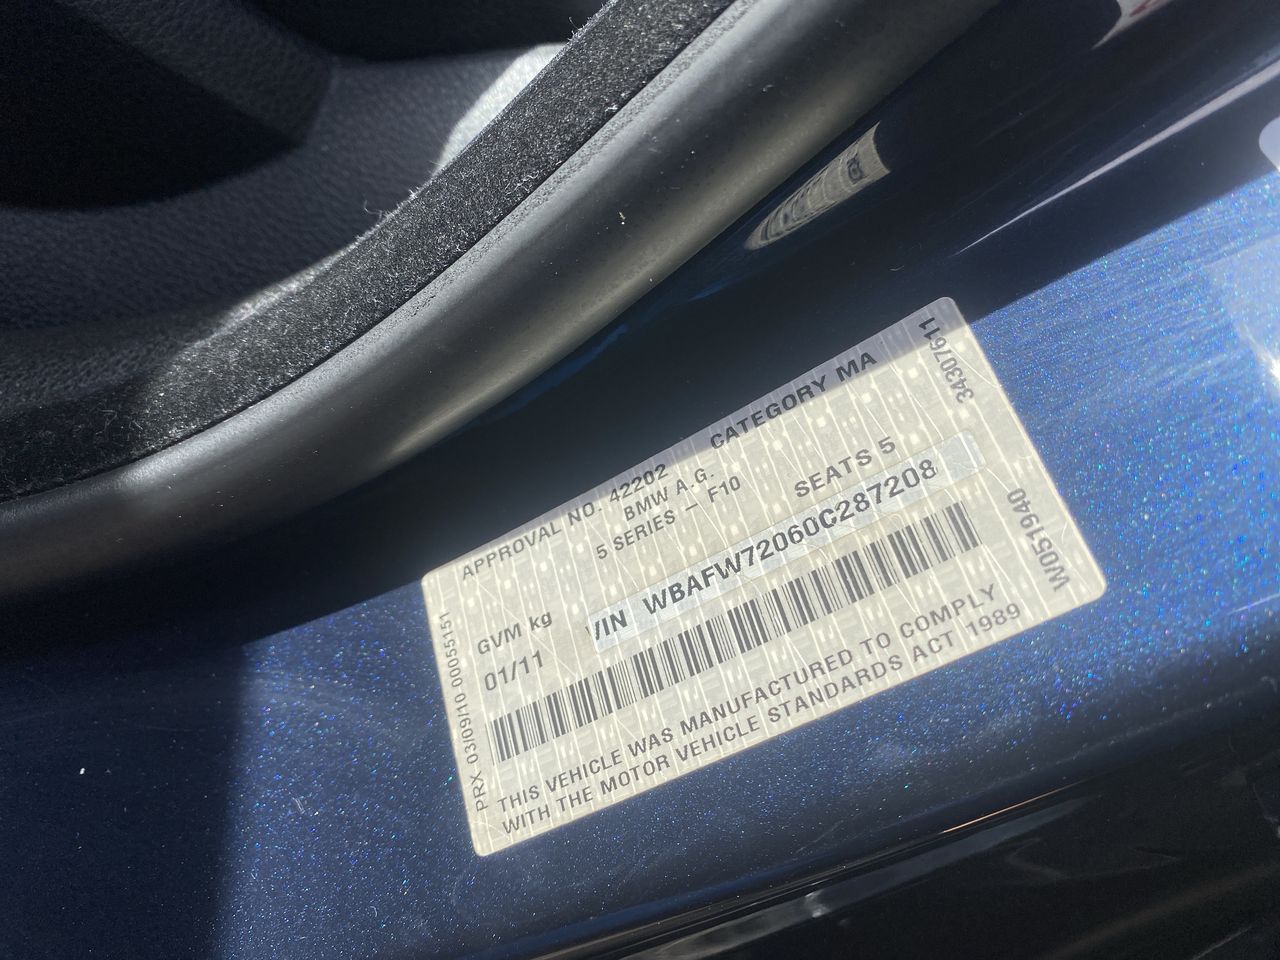 APPROVAL NO. 42202 CATEGORY MA
BMW A.G.
5 SERIES – F10
GVM kg SEATS 5
01/11 VIN WBAFW72060C287208
THIS VEHICLE WAS MANUFACTURED TO COMPLY
WITH THE MOTOR VEHICLE STANDARDS ACT 1989
PRX 03/09/10 00055151
34307611
W051940